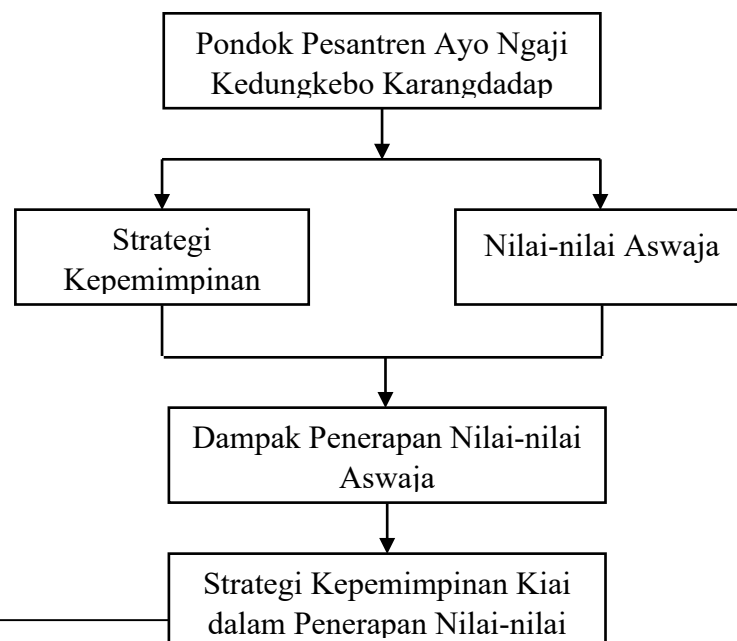 Pondok Pesantren Ayo Ngaji
Kedungkebo Karangdadap
Strategi
Kepemimpinan
Nilai-nilai Aswaja
Dampak Penerapan Nilai-nilai
Aswaja
Strategi Kepemimpinan Kiai
dalam Penerapan Nilai-nilai